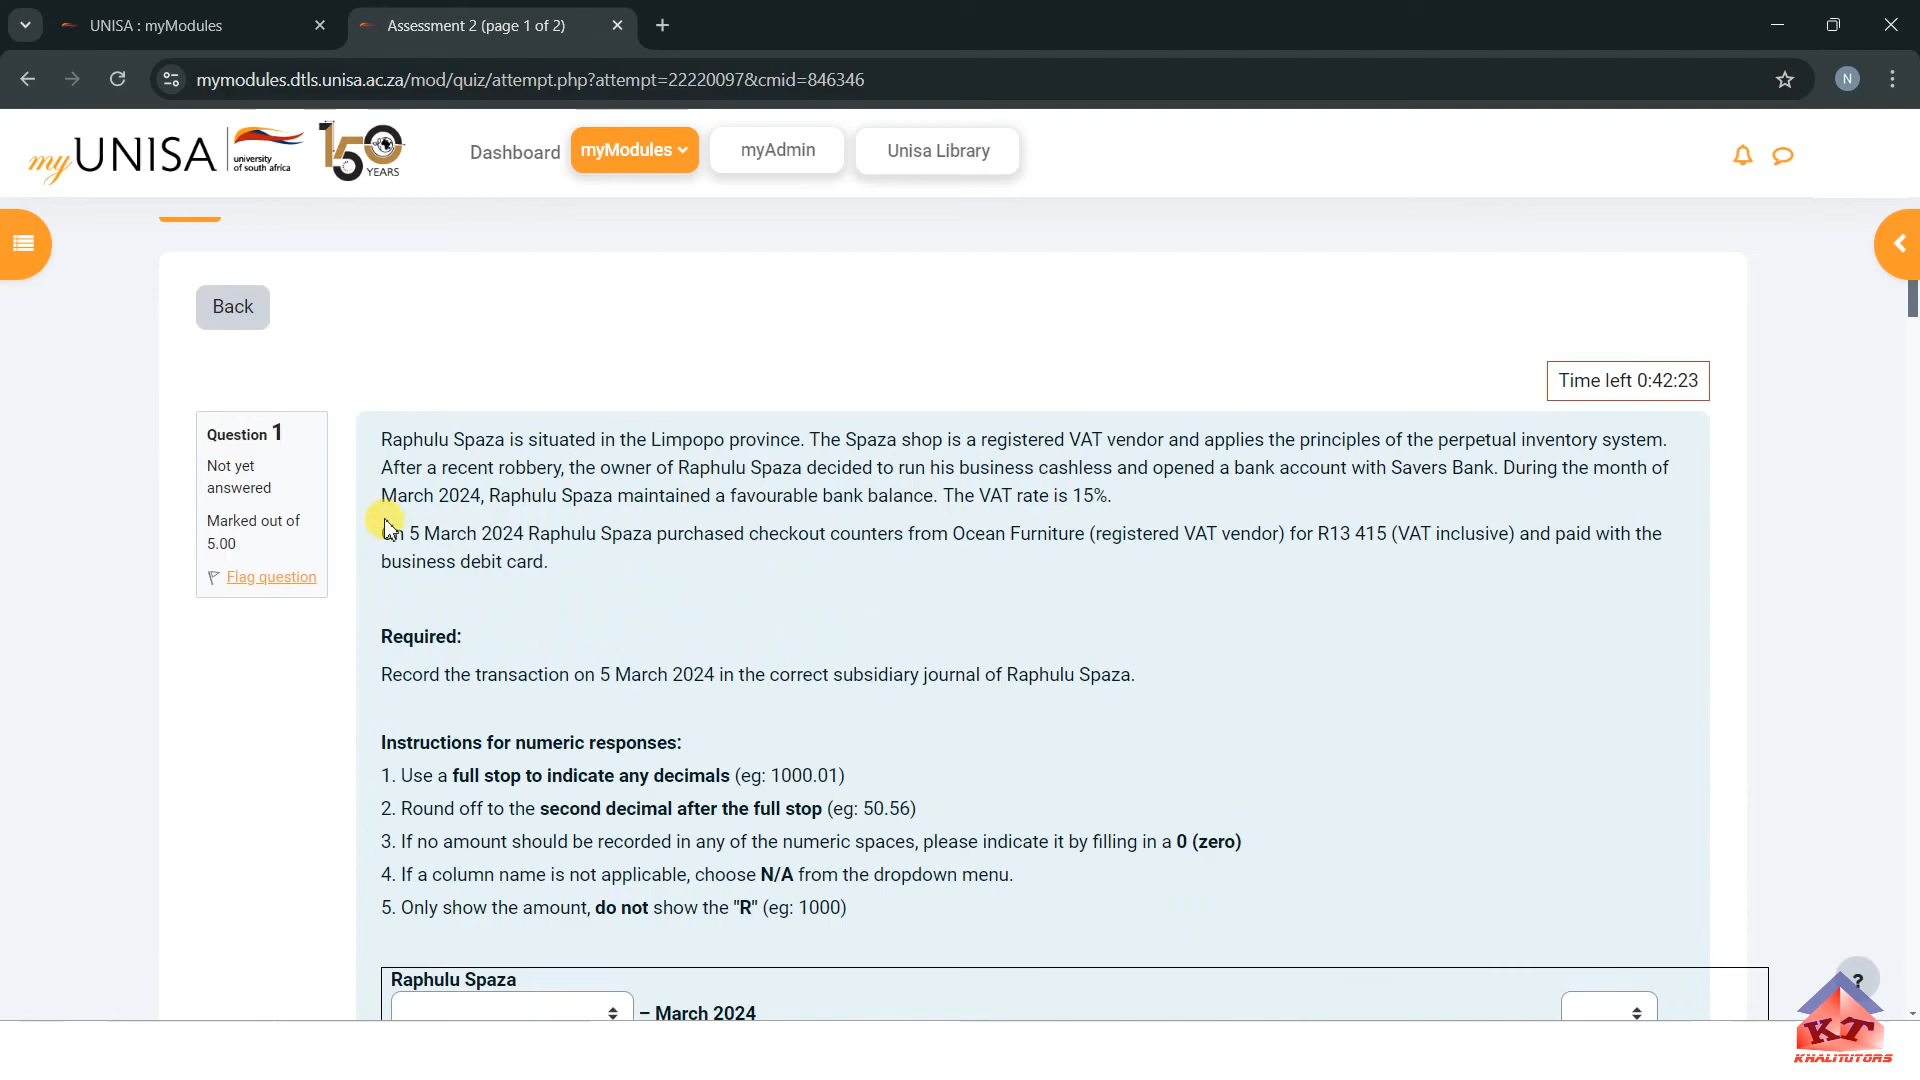 UNISA : myModules
Assessment 2 (page 1 of 2)
mymodules.dtls.unisa.ac.za/mod/quiz/attempt.php?attempt=22220097&cmid=846346
N
my UNISA
university
of south africa
150
YEARS
Dashboard
myModules
myAdmin
Unisa Library
Back
Time left 0:42:23
Question 1
Not yet
answered
Marked out of
5.00
Flag question
Raphulu Spaza is situated in the Limpopo province. The Spaza shop is a registered VAT vendor and applies the principles of the perpetual inventory system.
After a recent robbery, the owner of Raphulu Spaza decided to run his business cashless and opened a bank account with Savers Bank. During the month of
March 2024, Raphulu Spaza maintained a favourable bank balance. The VAT rate is 15%.
On 5 March 2024 Raphulu Spaza purchased checkout counters from Ocean Furniture (registered VAT vendor) for R13 415 (VAT inclusive) and paid with the
business debit card.
Required:
Record the transaction on 5 March 2024 in the correct subsidiary journal of Raphulu Spaza.
Instructions for numeric responses:
1. Use a full stop to indicate any decimals (eg: 1000.01)
2. Round off to the second decimal after the full stop (eg: 50.56)
3. If no amount should be recorded in any of the numeric spaces, please indicate it by filling in a 0 (zero)
4. If a column name is not applicable, choose N/A from the dropdown menu.
5. Only show the amount, do not show the "R" (eg: 1000)
Raphulu Spaza
– March 2024
?
KT
KHALITUTORS